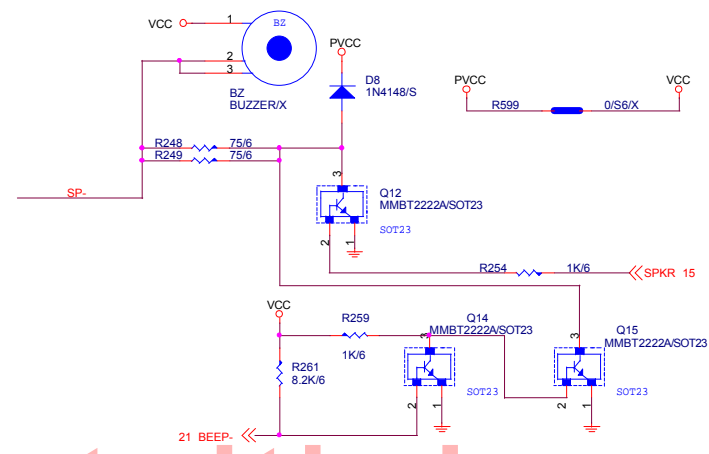 VCC
1
BZ
2
3
BZ
BUZZER/X
PVCC
D8
1N4148/S
PVCC
VCC
R599
0/S6/X
R248
75/6
R249
75/6
SP-
3
Q12
MMBT2222A/SOT23
SOT23
2
1
R254
1K/6
SPKR 15
VCC
R259
1K/6
R261
8.2K/6
Q14
MMBT2222A/SOT23
3
SOT23
2
1
Q15
MMBT2222A/SOT23
3
SOT23
2
1
21 BEEP-